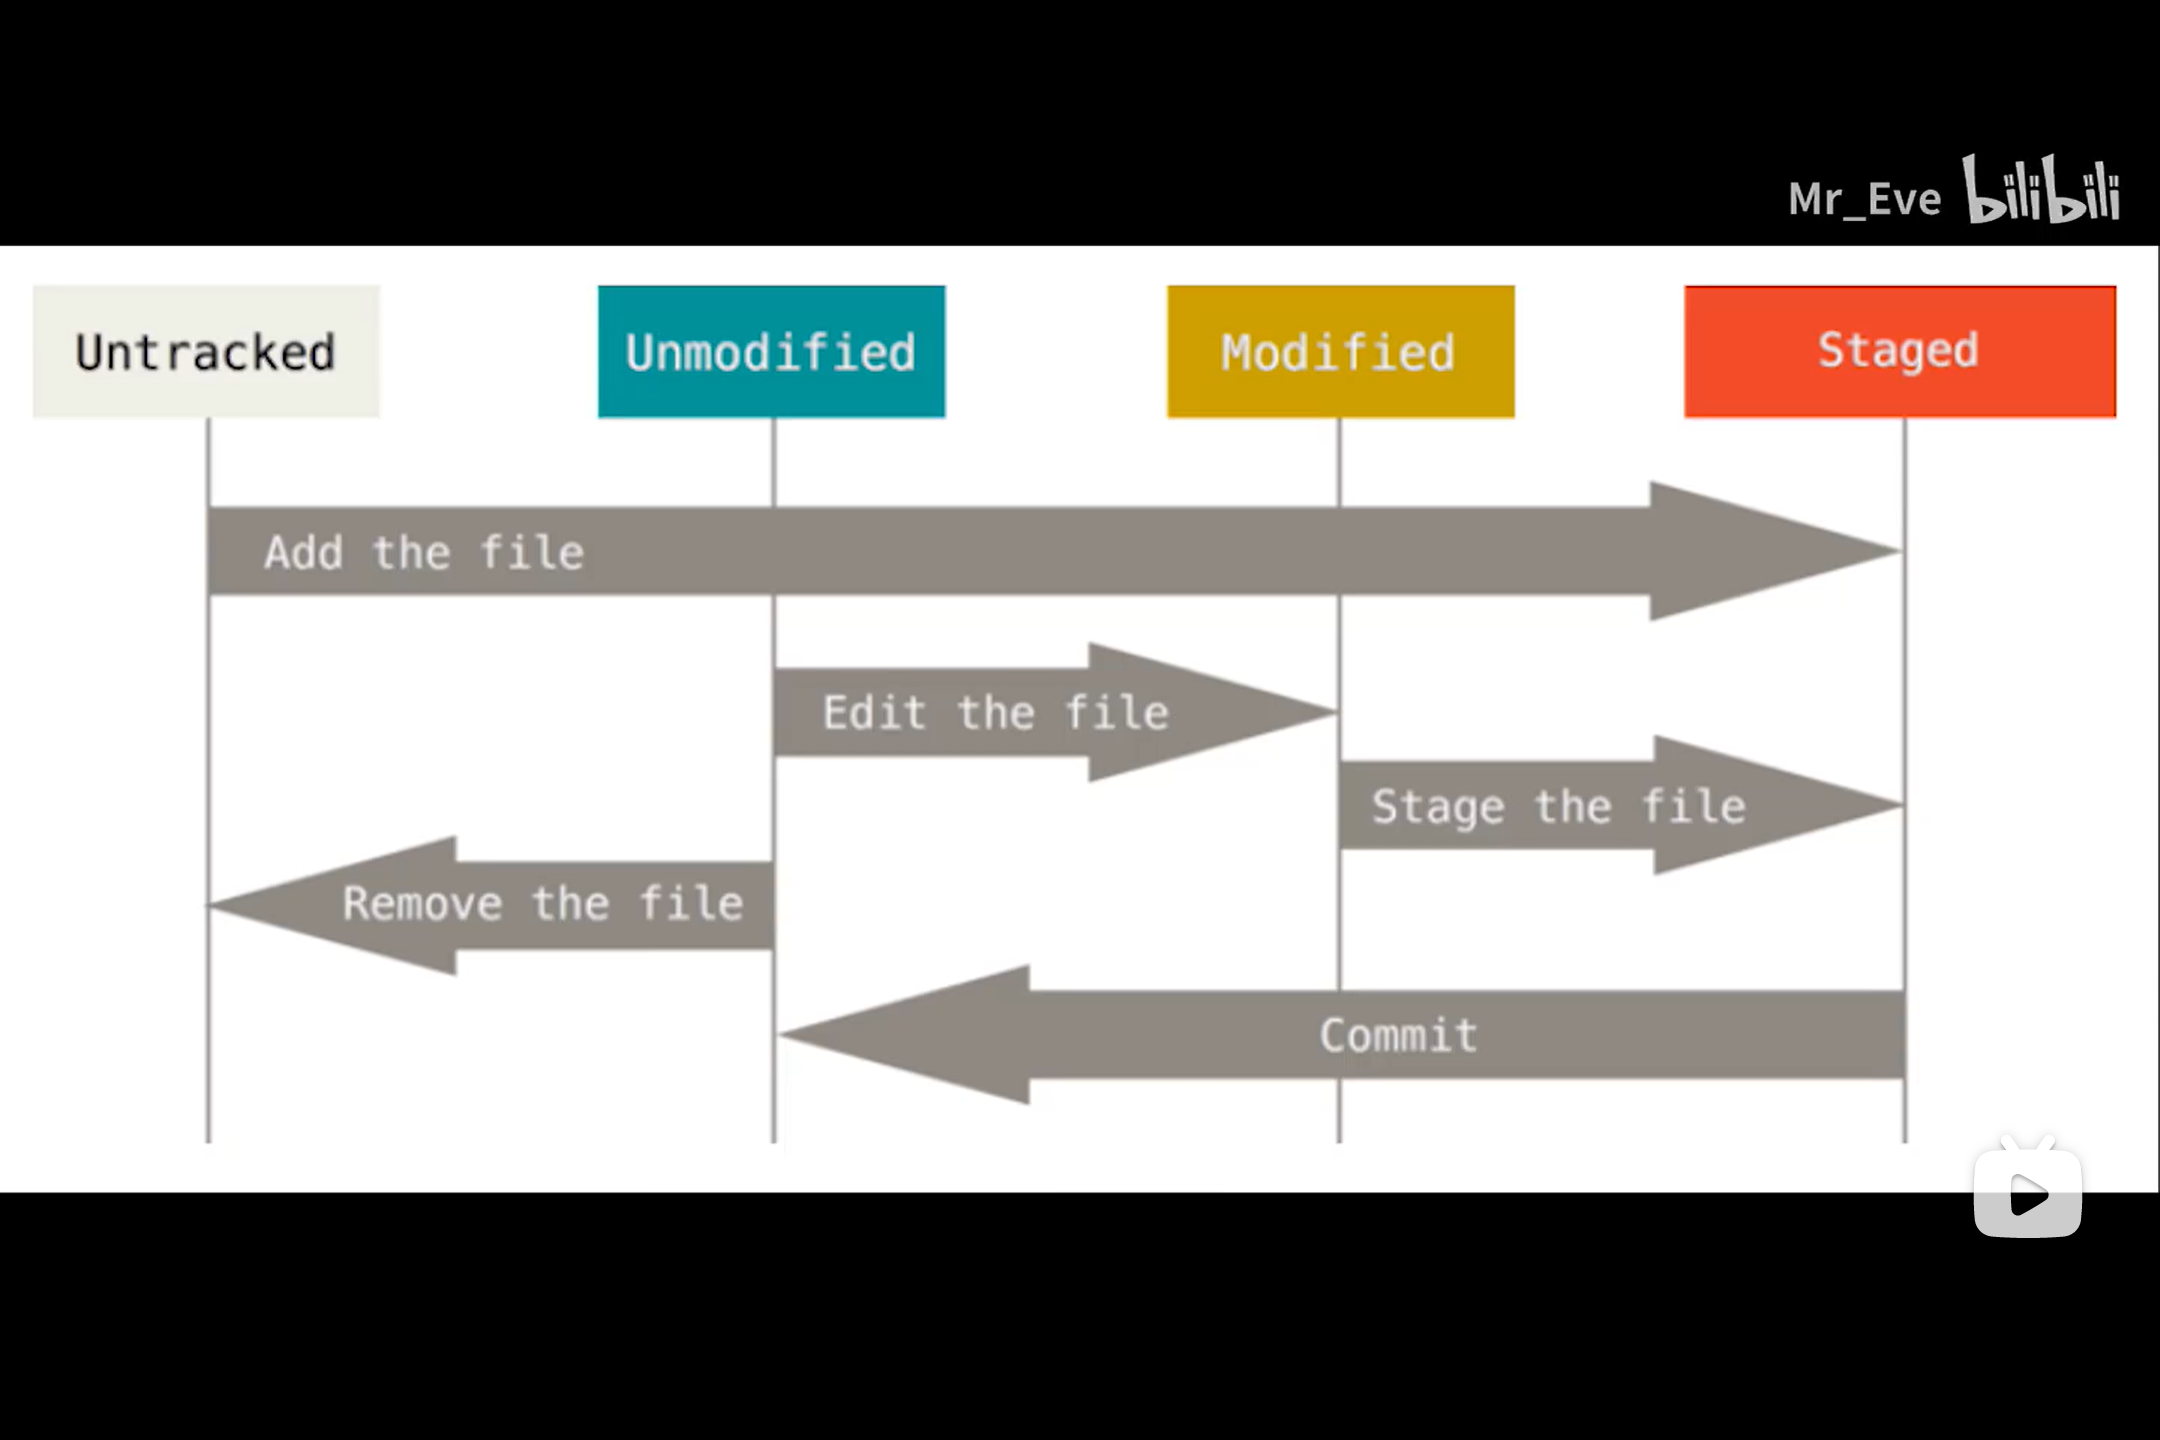 Mr_Eve bilibili
Untracked
Unmodified
Modified
Staged
Add the file
Edit the file
Stage the file
Remove the file
Commit